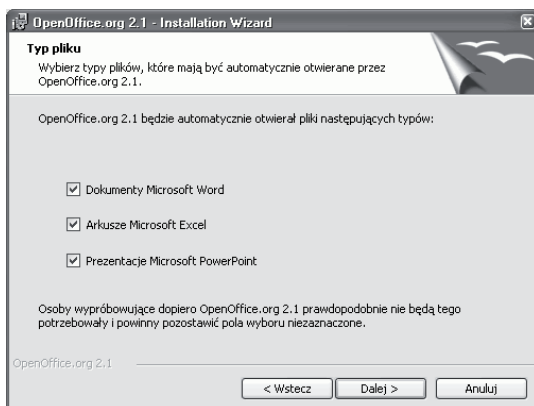 OpenOffice.org 2.1 - Installation Wizard
Typ pliku
Wybierz typy plików, które mają być automatycznie otwierane przez
OpenOffice.org 2.1.
OpenOffice.org 2.1 będzie automatycznie otwierał pliki następujących typów:
Dokumenty Microsoft Word
Arkusze Microsoft Excel
Prezentacje Microsoft PowerPoint
Osoby wypróbowujące dopiero OpenOffice.org 2.1 prawdopodobnie nie będą tego
potrzebowały i powinny pozostawić pola wyboru niezaznaczone.
OpenOffice.org 2.1
< Wstecz Dalej > Anuluj